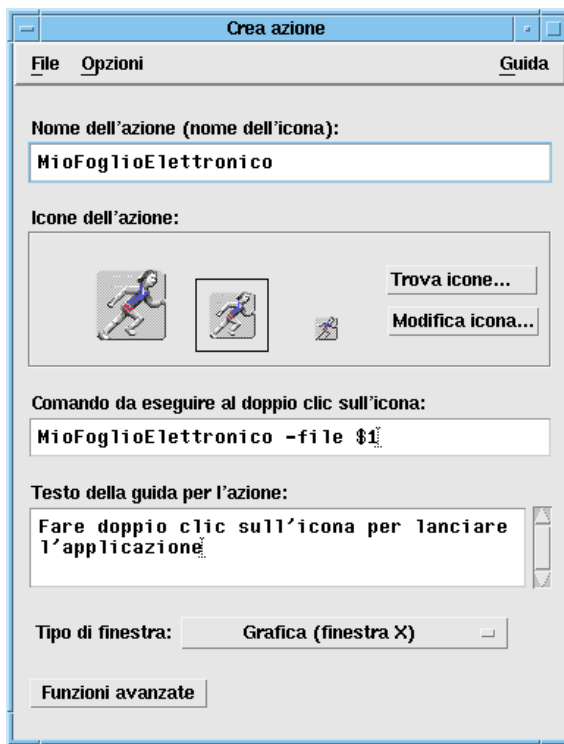 Crea azione
File Opzioni Guida
Nome dell'azione (nome dell'icona):
MioFoglioElettronico
Icone dell'azione:
Trova icone...
Modifica icona...
Comando da eseguire al doppio clic sull'icona:
MioFoglioElettronico -file $1
Testo della guida per l'azione:
Fare doppio clic sull'icona per lanciare
l'applicazione
Tipo di finestra: Grafica (finestra X)
Funzioni avanzate